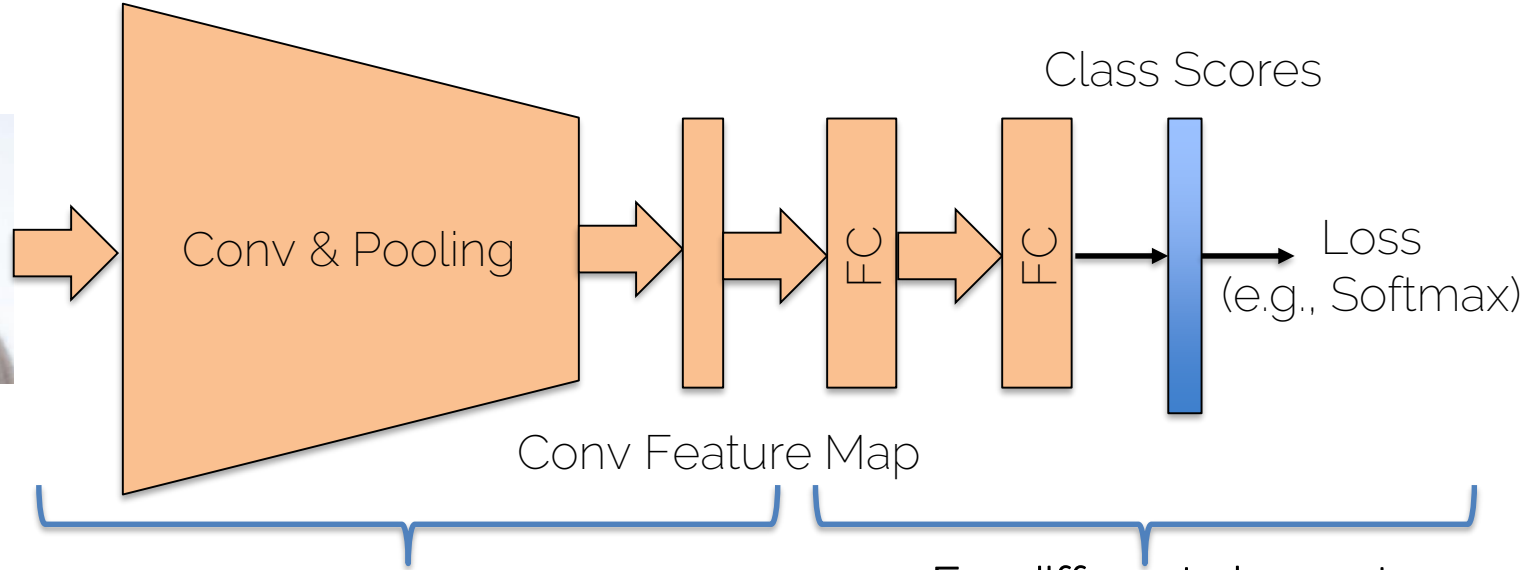 Class Scores
Conv & Pooling
FC
FC
Loss
(e.g., Softmax)
Conv Feature Map